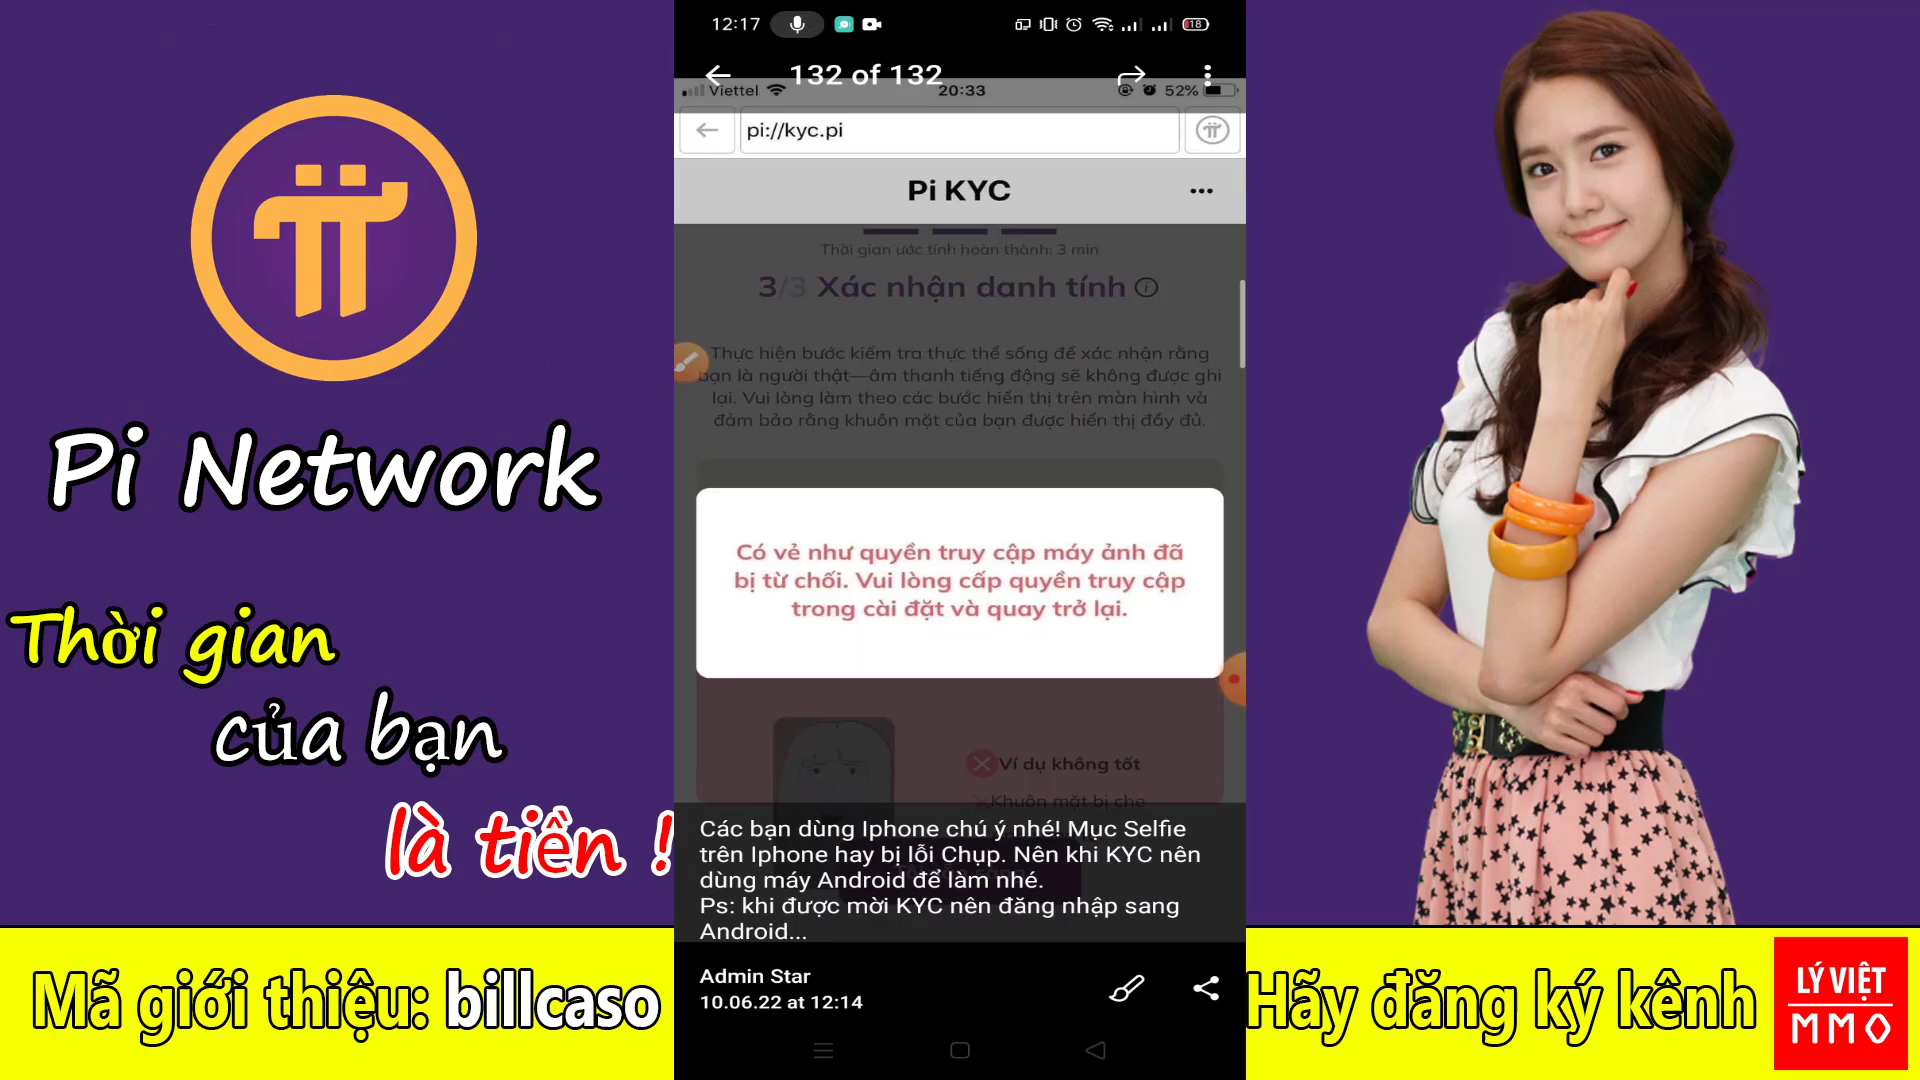 Pi Network
Thời gian
của bạn
là tiền !
Mã giới thiệu: billcaso
12:17
18
132 of 132
Viettel
20:33
52%
pi://kyc.pi
Pi KYC
Thời gian ước tính hoàn thành: 3 min
3/3 Xác nhận danh tính
Thực hiện bước kiểm tra thực thể sống để xác nhận rằng
bạn là người thật—âm thanh tiếng động sẽ không được ghi
lại. Vui lòng làm theo các bước hiển thị trên màn hình và
đảm bảo rằng khuôn mặt của bạn được hiển thị đầy đủ.
Có vẻ như quyền truy cập máy ảnh đã
bị từ chối. Vui lòng cấp quyền truy cập
trong cài đặt và quay trở lại.
Ví dụ không tốt
Khuôn mặt bị che
Các bạn dùng Iphone chú ý nhé! Mục Selfie
trên Iphone hay bị lỗi Chụp. Nên khi KYC nên
dùng máy Android để làm nhé.
Ps: khi được mời KYC nên đăng nhập sang
Android...
Admin Star
10.06.22 at 12:14
Hãy đăng ký kênh
LÝ VIỆT
MMO